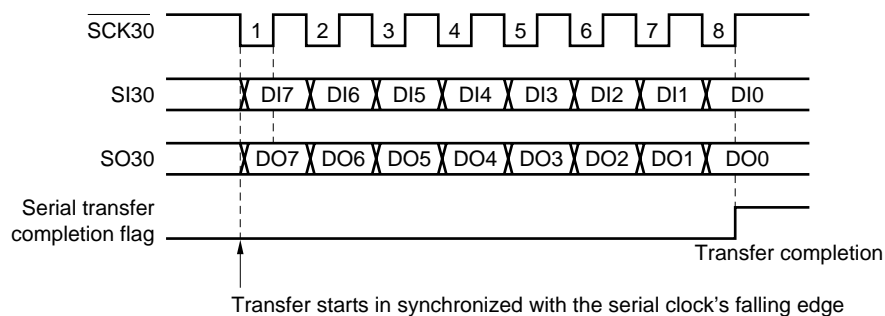 SCK30 1 2 3 4 5 6 7 8
SI30 DI7 DI6 DI5 DI4 DI3 DI2 DI1 DI0
SO30 DO7 DO6 DO5 DO4 DO3 DO2 DO1 DO0
Serial transfer
completion flag
Transfer completion
Transfer starts in synchronized with the serial clock's falling edge